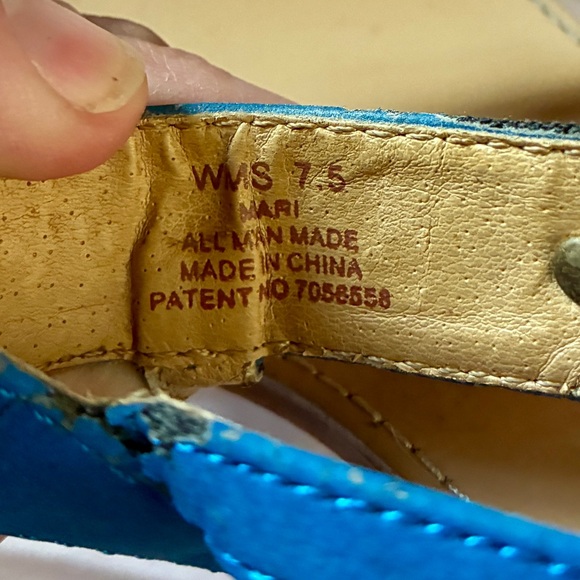 WMS 7.5
MARI
ALL MAN MADE
MADE IN CHINA
PATENT NO 7056558